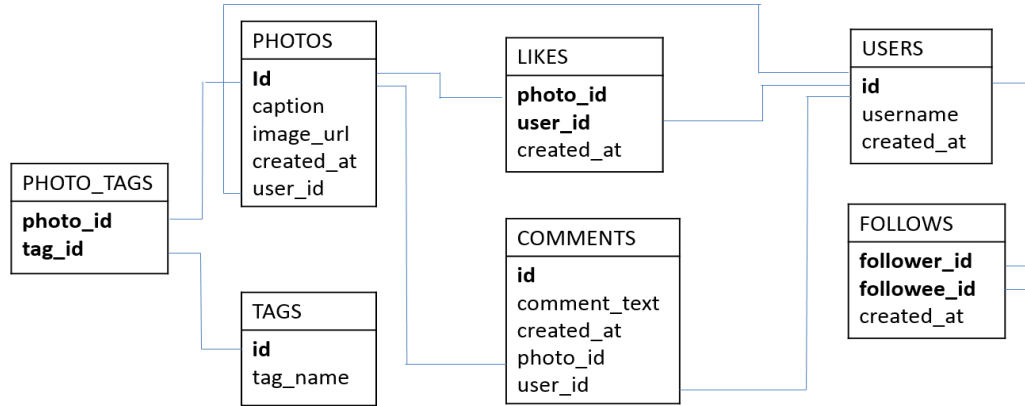 PHOTOS
Id
caption
image_url
created_at
user_id
LIKES
photo_id
user_id
created_at
USERS
id
username
created_at
PHOTO_TAGS
photo_id
tag_id
TAGS
id
tag_name
COMMENTS
id
comment_text
created_at
photo_id
user_id
FOLLOWS
follower_id
followee_id
created_at